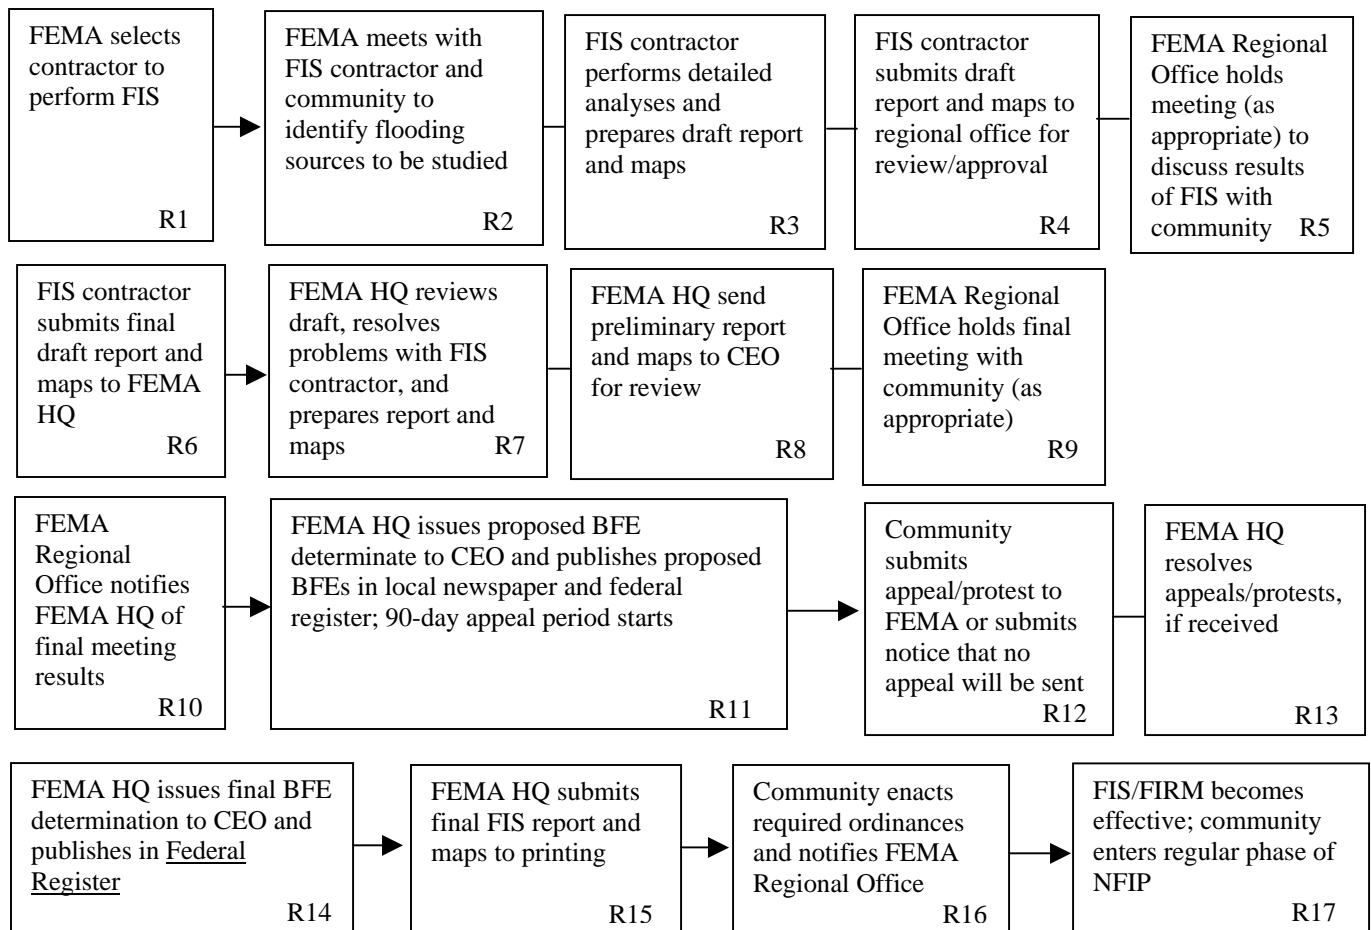 FEMA selects
contractor to
perform FIS
R1
FEMA meets with
FIS contractor and
community to
identify flooding
sources to be studied
R2
FIS contractor
performs detailed
analyses and
prepares draft report
and maps
R3
FIS contractor
submits draft
report and maps to
regional office for
review/approval
R4
FEMA Regional
Office holds
meeting (as
appropriate) to
discuss results
of FIS with
community R5
FIS contractor
submits final
draft report and
maps to FEMA
HQ
R6
FEMA HQ reviews
draft, resolves
problems with FIS
contractor, and
prepares report and
maps R7
FEMA HQ send
preliminary report
and maps to CEO
for review
R8
FEMA Regional
Office holds final
meeting with
community (as
appropriate)
R9
FEMA
Regional
Office notifies
FEMA HQ of
final meeting
results
R10
FEMA HQ issues proposed BFE
determinate to CEO and publishes proposed
BFEs in local newspaper and federal
register; 90-day appeal period starts
R11
Community
submits
appeal/protest to
FEMA or submits
notice that no
appeal will be sent
R12
FEMA HQ
resolves
appeals/protests,
if received
R13
FEMA HQ issues final BFE
determination to CEO and
publishes in Federal
Register
R14
FEMA HQ submits
final FIS report and
maps to printing
R15
Community enacts
required ordinances
and notifies FEMA
Regional Office
R16
FIS/FIRM becomes
effective; community
enters regular phase of
NFIP
R17